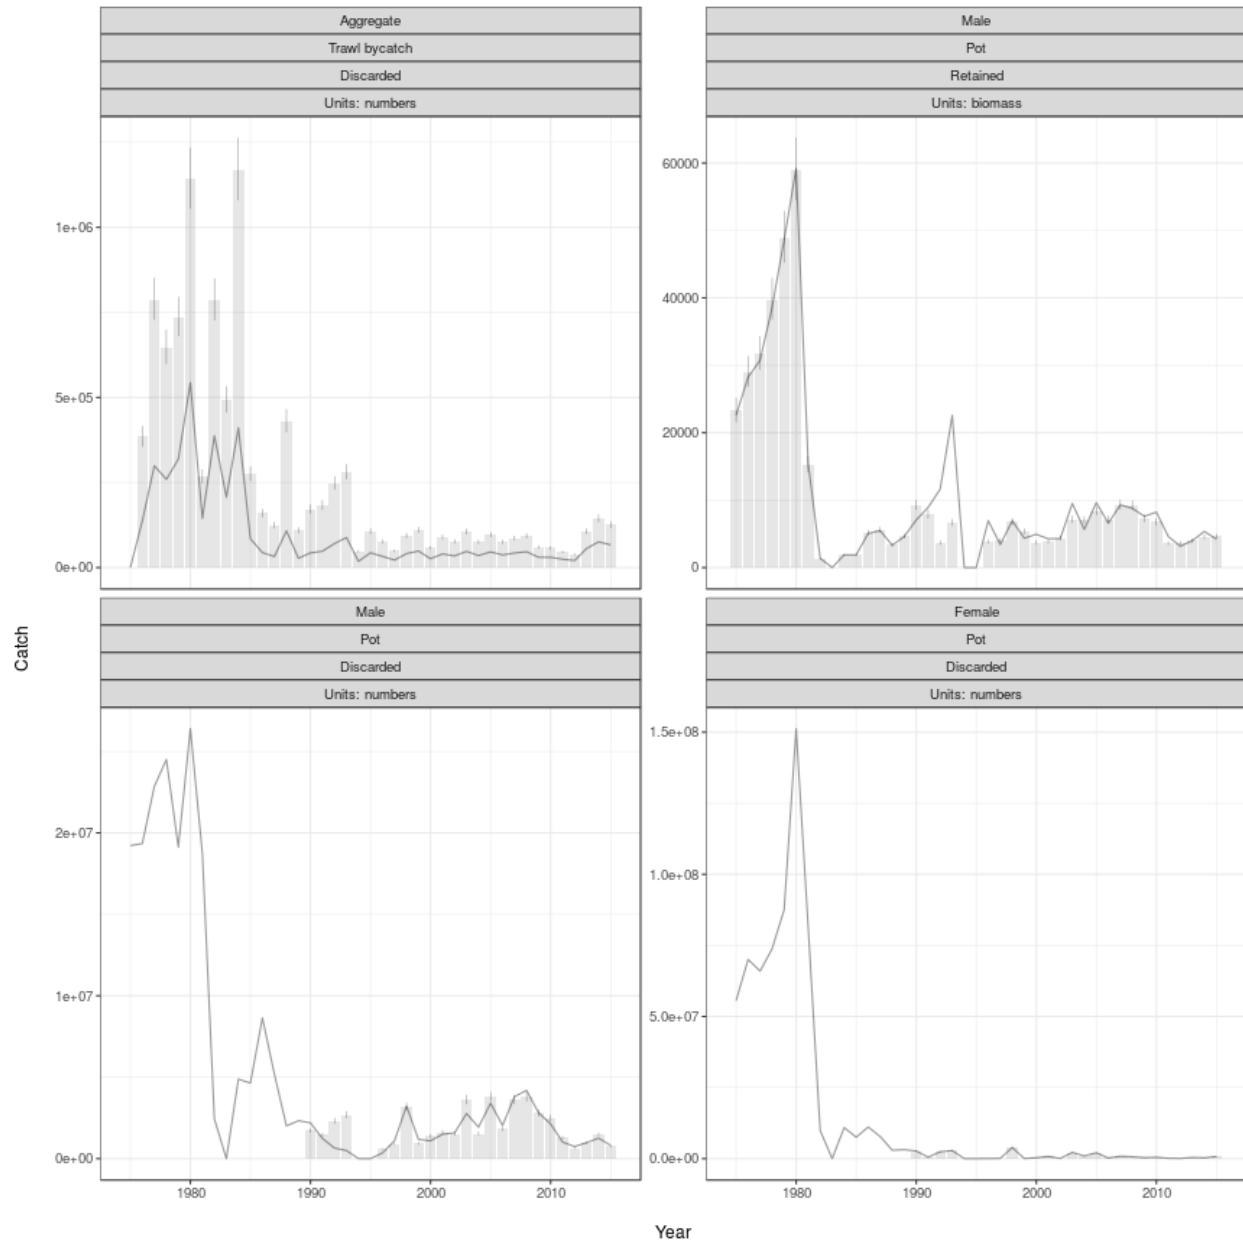 Aggregate
Trawl bycatch
Discarded
Units: numbers
Male
Pot
Retained
Units: biomass
1e+06
5e+05
0e+00
60000
40000
20000
0
Catch
Male
Pot
Discarded
Units: numbers
Female
Pot
Discarded
Units: numbers
2e+07
1e+07
0e+00
1.5e+08
1.0e+08
5.0e+07
0.0e+00
1980 1990 2000 2010
1980 1990 2000 2010
Year